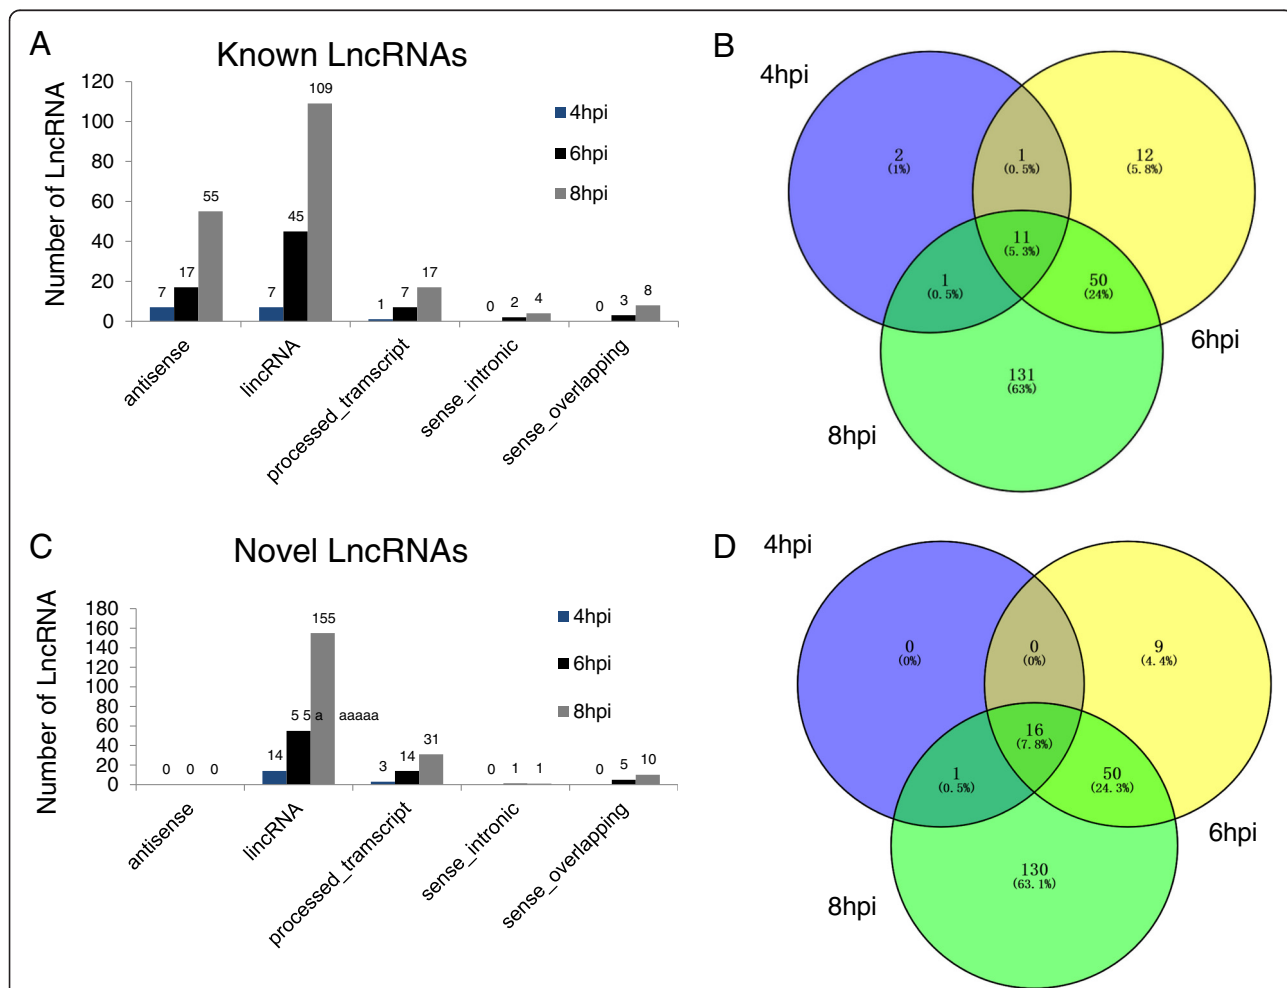 A
Known LncRNAs
Number of LncRNA
120
100
80
60
40
20
0
7
17
55
7
45
109
1
7
17
0
2
4
0
3
8
antisense
lincRNA
processed_tramscript
sense_intronic
sense_overlapping
4hpi
6hpi
8hpi
B
4hpi
6hpi
8hpi
2
(1%)
1
(0.5%)
12
(5.8%)
11
(5.3%)
1
(0.5%)
50
(24%)
131
(63%)
C
Novel LncRNAs
Number of LncRNA
180
160
140
120
100
80
60
40
20
0
0 0 0
14
5 5 a aaaaa
155
3
14
31
0
1
1
0
5
10
antisense
lincRNA
processed_tramscript
sense_intronic
sense_overlapping
4hpi
6hpi
8hpi
D
4hpi
6hpi
8hpi
0
(0%)
0
(0%)
9
(4.4%)
16
(7.8%)
1
(0.5%)
50
(24.3%)
130
(63.1%)